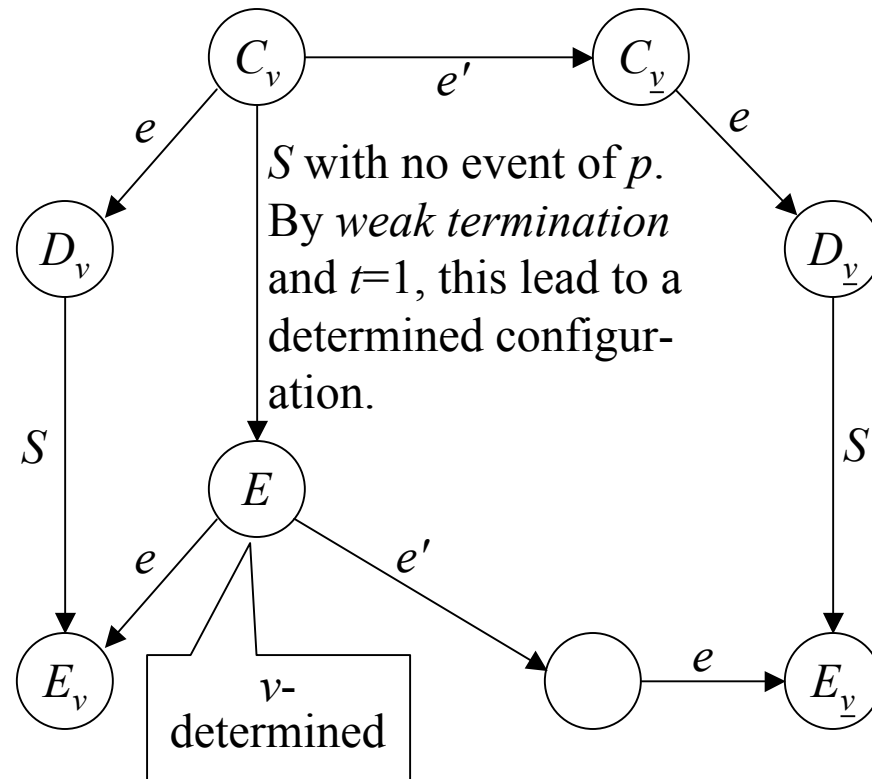 C_v
C_v̲
e′
e
e
S with no event of p.
By weak termination
and t=1, this lead to a
determined configur-
ation.
D_v
D_v̲
S
S
E
e
e′
E_v
e
E_v̲
v-
determined